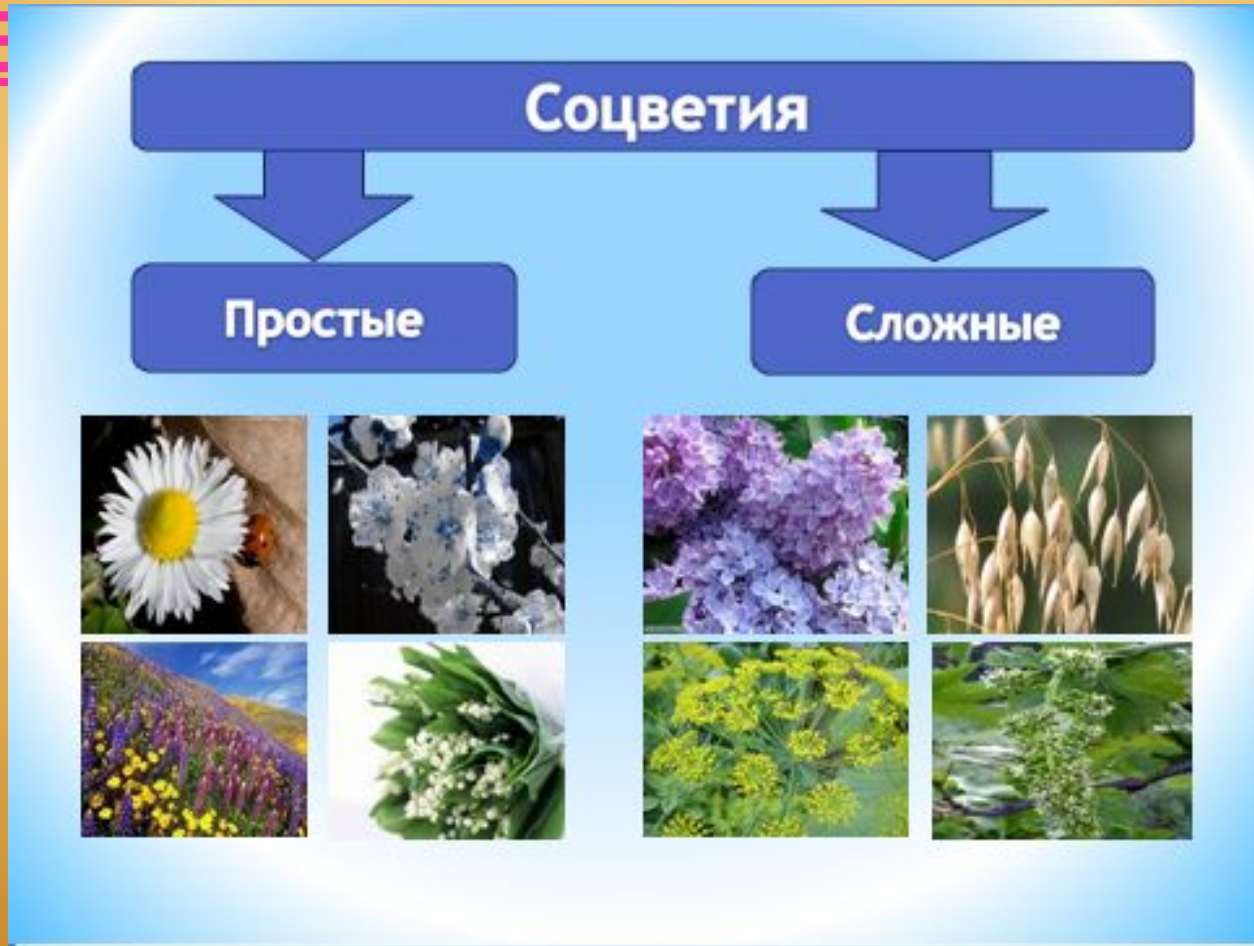 Соцветия
Простые
Сложные